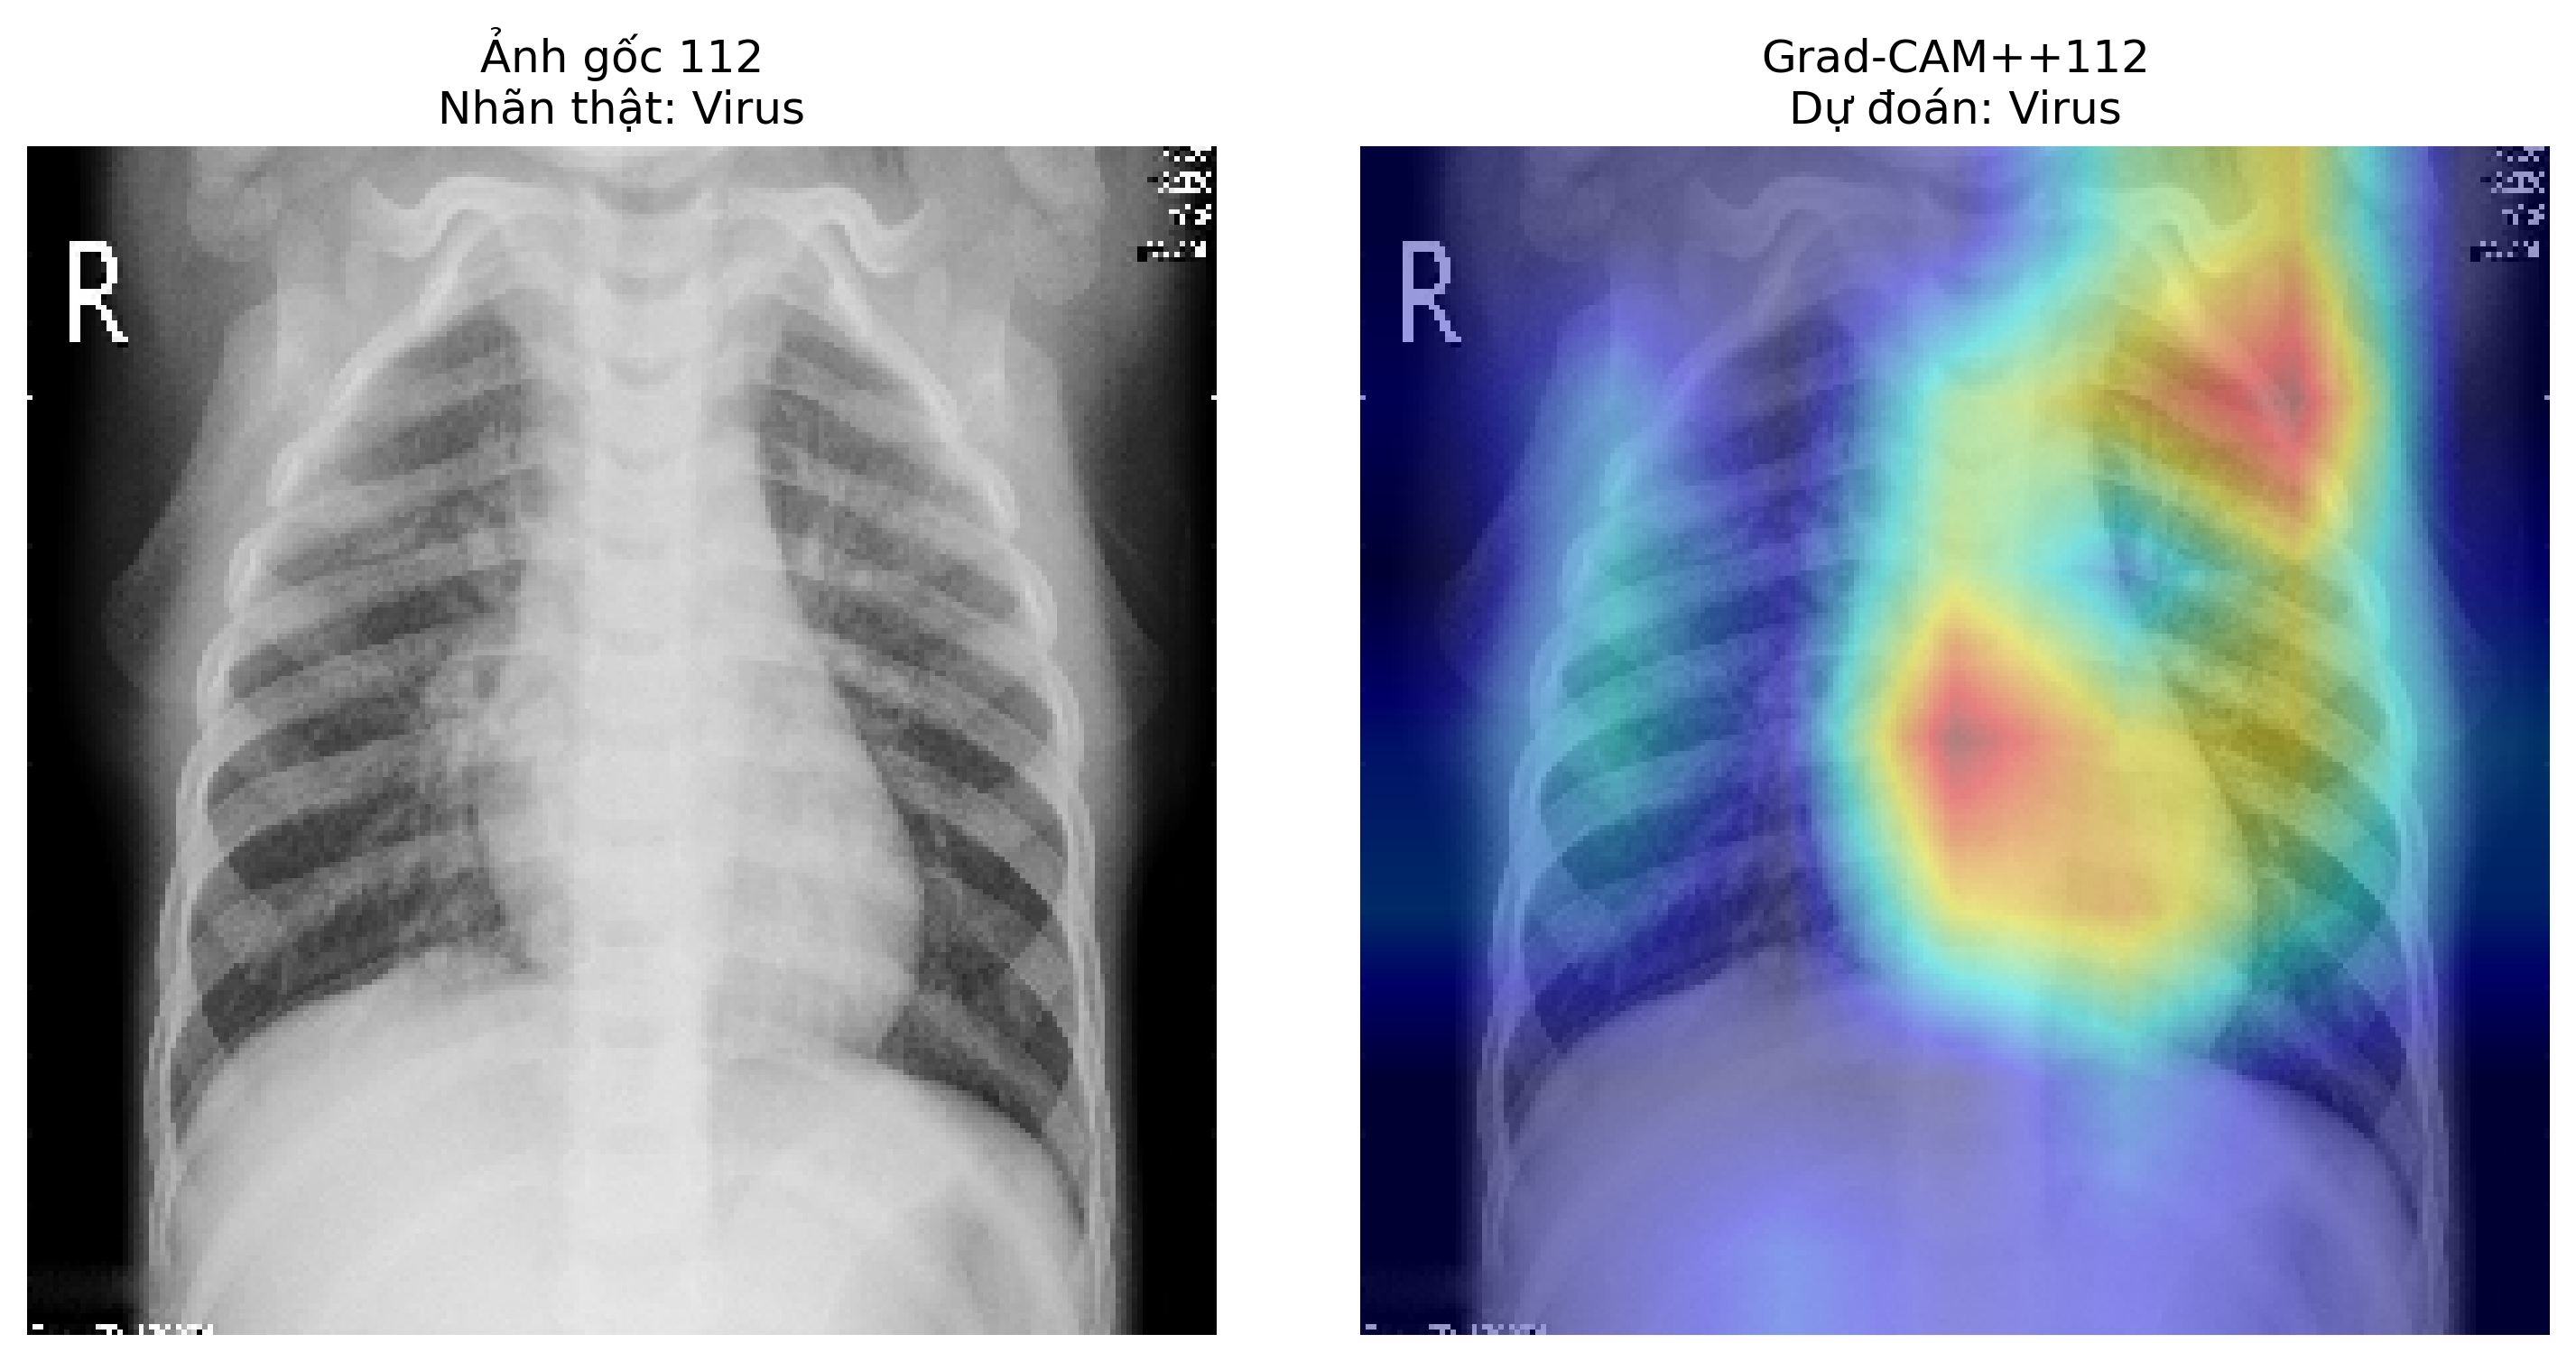 Ảnh gốc 112
Nhãn thật: Virus
Grad-CAM++112
Dự đoán: Virus
R
R